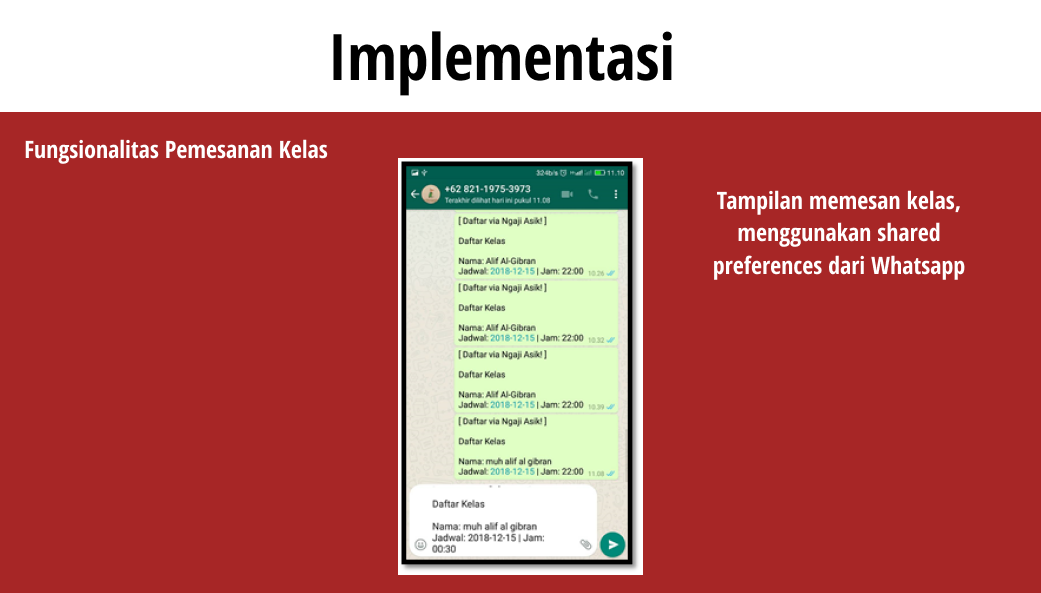 Implementasi
Fungsionalitas Pemesanan Kelas
324b/s
11.10
+62 821-1975-3973
Terakhir dilihat hari ini pukul 11.08
[ Daftar via Ngaji Asik! ]
Daftar Kelas
Nama: Alif Al-Gibran
Jadwal: 2018-12-15 | Jam: 22:00 10.26
[ Daftar via Ngaji Asik! ]
Daftar Kelas
Nama: Alif Al-Gibran
Jadwal: 2018-12-15 | Jam: 22:00 10.32
[ Daftar via Ngaji Asik! ]
Daftar Kelas
Nama: Alif Al-Gibran
Jadwal: 2018-12-15 | Jam: 22:00 10.39
[ Daftar via Ngaji Asik! ]
Daftar Kelas
Nama: muh alif al gibran
Jadwal: 2018-12-15 | Jam: 22:00 11.08
Daftar Kelas
Nama: muh alif al gibran
Jadwal: 2018-12-15 | Jam:
00:30
Tampilan memesan kelas,
menggunakan shared
preferences dari Whatsapp